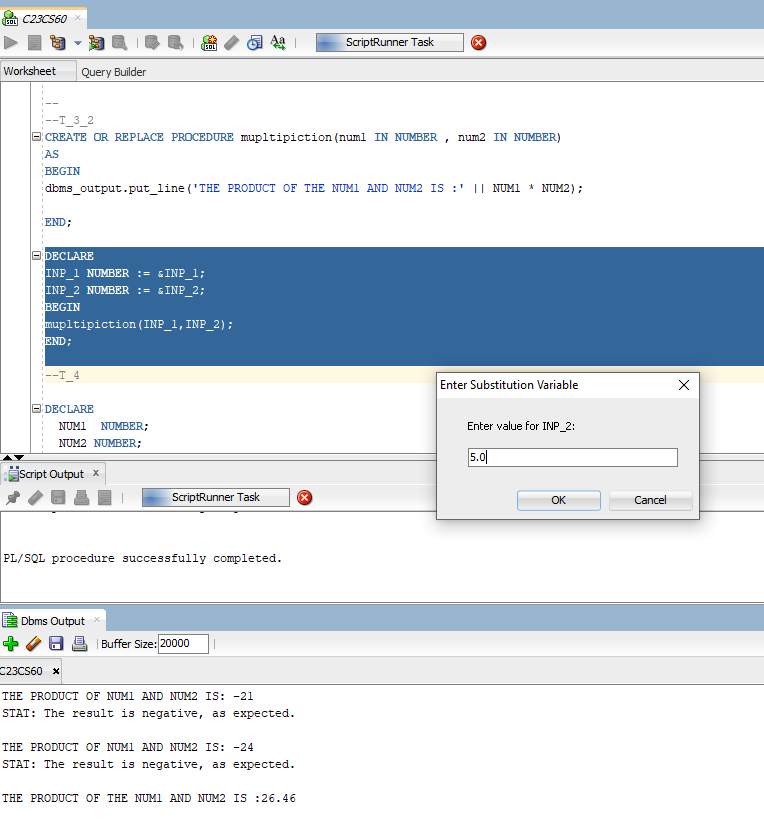 C23CS60
SQL
ScriptRunner Task
Worksheet
Query Builder
--
--T_3_2
CREATE OR REPLACE PROCEDURE mupltipiction(num1 IN NUMBER , num2 IN NUMBER)
AS
BEGIN
dbms_output.put_line('THE PRODUCT OF THE NUM1 AND NUM2 IS :' || NUM1 * NUM2);
END;
DECLARE
INP_1 NUMBER := &INP_1;
INP_2 NUMBER := &INP_2;
BEGIN
mupltipiction(INP_1,INP_2);
END;
--T_4
DECLARE
NUM1  NUMBER;
NUM2 NUMBER;
Enter Substitution Variable
Enter value for INP_2:
5.0
OK
Cancel
Script Output
ScriptRunner Task
PL/SQL procedure successfully completed.
Dbms Output
Buffer Size: 20000
C23CS60
THE PRODUCT OF NUM1 AND NUM2 IS: -21
STAT: The result is negative, as expected.
THE PRODUCT OF NUM1 AND NUM2 IS: -24
STAT: The result is negative, as expected.
THE PRODUCT OF THE NUM1 AND NUM2 IS :26.46